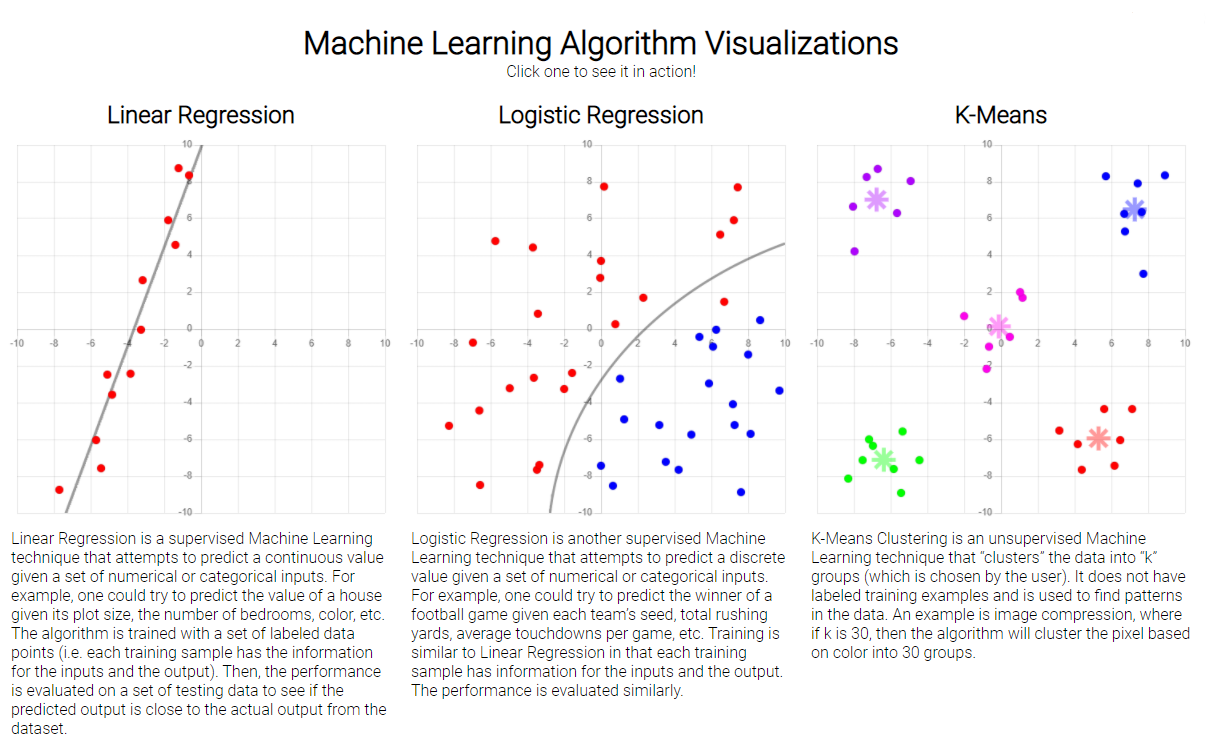 Machine Learning Algorithm Visualizations
Click one to see it in action!
Linear Regression
10
8
6
4
2
0
-2
-4
-6
-8
-10
-10 -8 -6 -4 -2 0 2 4 6 8 10
Linear Regression is a supervised Machine Learning
technique that attempts to predict a continuous value
given a set of numerical or categorical inputs. For
example, one could try to predict the value of a house
given its plot size, the number of bedrooms, color, etc.
The algorithm is trained with a set of labeled data
points (i.e. each training sample has the information
for the inputs and the output). Then, the performance
is evaluated on a set of testing data to see if the
predicted output is close to the actual output from the
dataset.
Logistic Regression
10
8
6
4
2
0
-2
-4
-6
-8
-10
-10 -8 -6 -4 -2 0 2 4 6 8 10
Logistic Regression is another supervised Machine
Learning technique that attempts to predict a discrete
value given a set of numerical or categorical inputs.
For example, one could try to predict the winner of a
football game given each team's seed, total rushing
yards, average touchdowns per game, etc. Training is
similar to Linear Regression in that each training
sample has information for the inputs and the output.
The performance is evaluated similarly.
K-Means
10
8
6
4
2
0
-2
-4
-6
-8
-10
-10 -8 -6 -4 -2 0 2 4 6 8 10
K-Means Clustering is an unsupervised Machine
Learning technique that “clusters” the data into “k”
groups (which is chosen by the user). It does not have
labeled training examples and is used to find patterns
in the data. An example is image compression, where
if k is 30, then the algorithm will cluster the pixel based
on color into 30 groups.